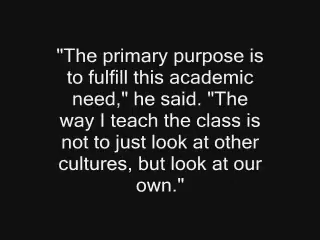 "The primary purpose is
to fulfill this academic
need," he said. "The
way I teach the class is
not to just look at other
cultures, but look at our
own."